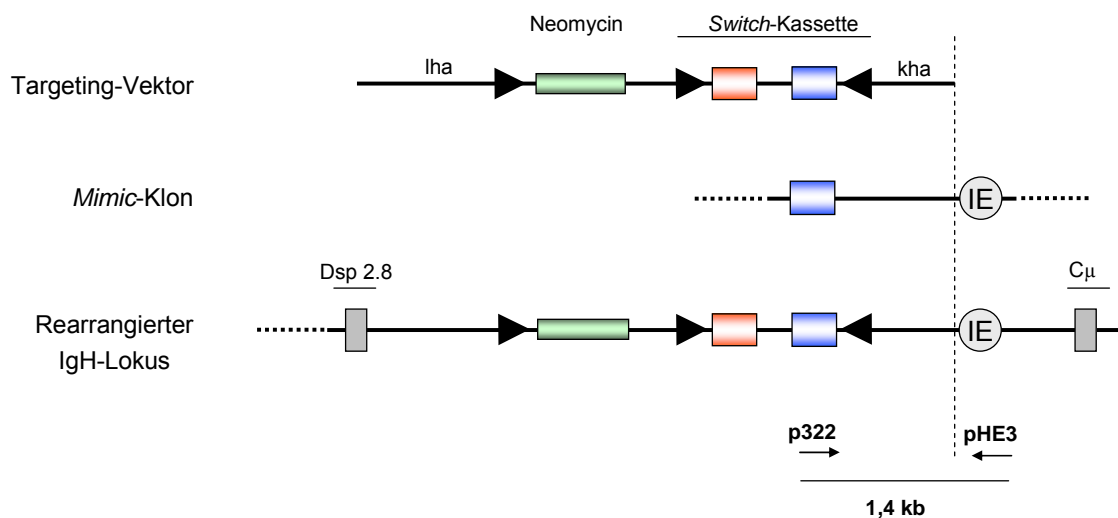 Neomycin
Switch-Kassette
Targeting-Vektor
lha
kha
Mimic-Klon
IE
Dsp 2.8
Cμ
Rearrangierter
IgH-Lokus
IE
p322
pHE3
1,4 kb